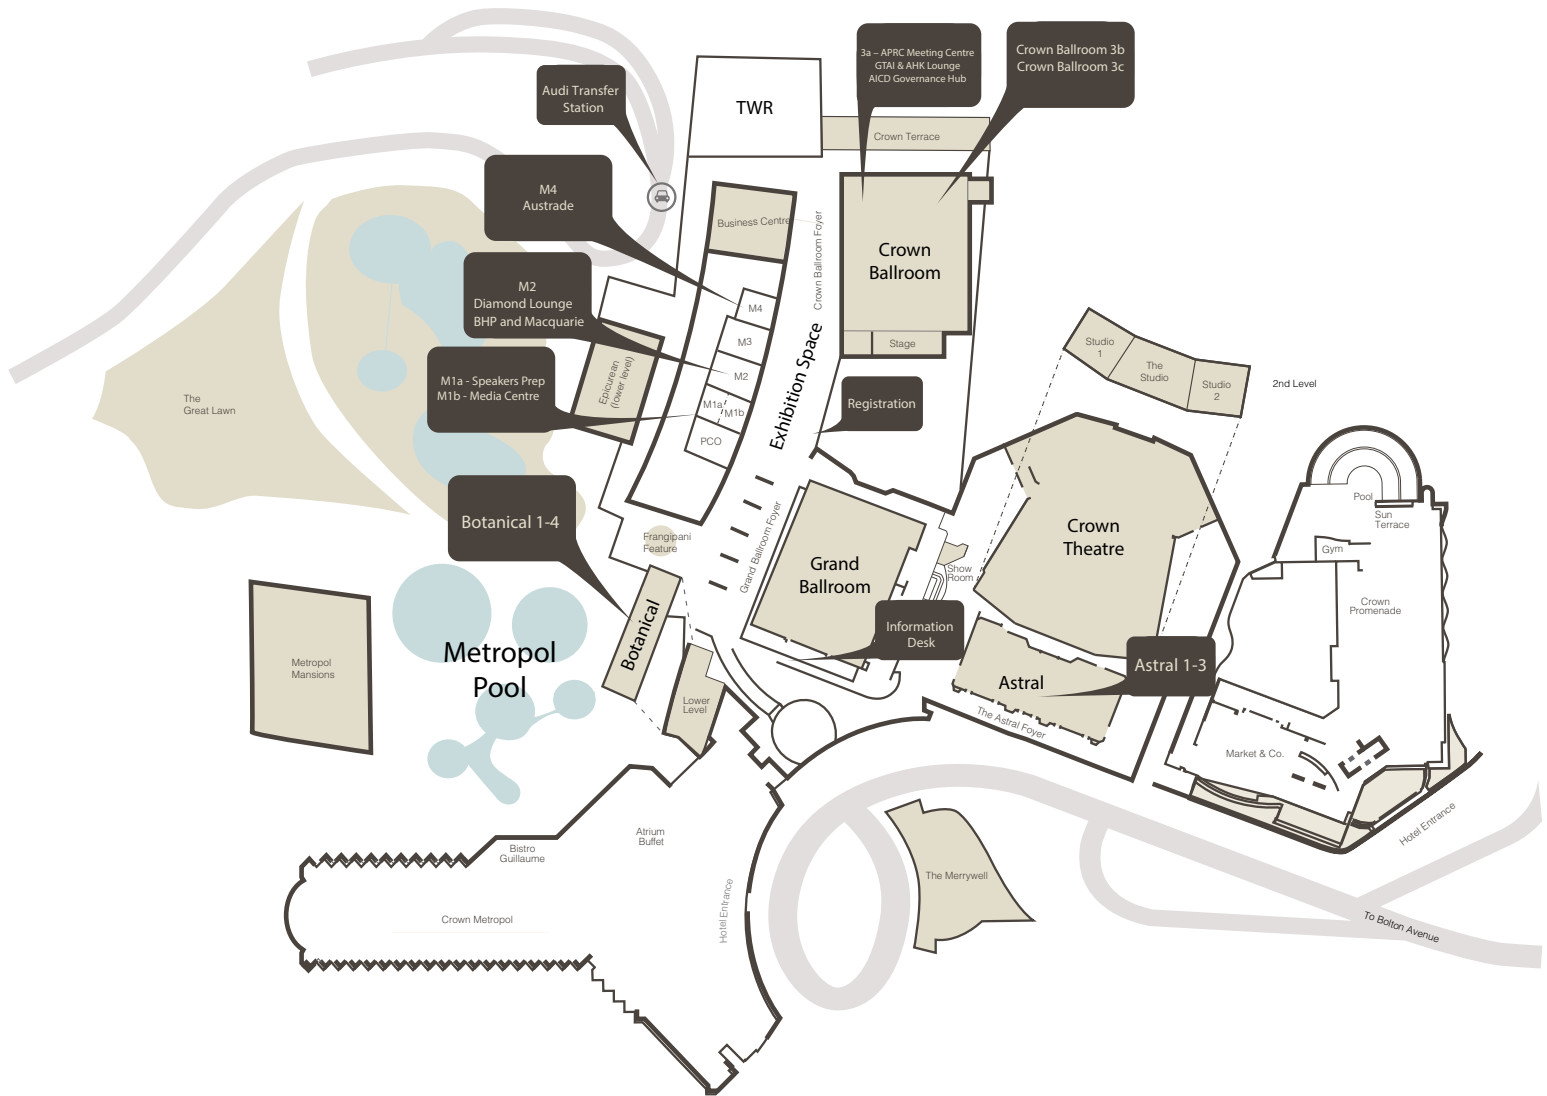 3a – APRC Meeting Centre
GTAI & AHK Lounge
AICD Governance Hub
Crown Ballroom 3b
Crown Ballroom 3c
Audi Transfer
Station
TWR
Crown Terrace
M4
Austrade
Business Centre
Crown Ballroom Foyer
Crown
Ballroom
Stage
M2
Diamond Lounge
BHP and Macquarie
M4
M3
M2
M1a
M1b
PCO
Exhibition Space
Epicurean
(lower level)
M1a - Speakers Prep
M1b - Media Centre
Registration
The
Great Lawn
Studio
1
The
Studio
Studio
2
2nd Level
Botanical 1-4
Frangipani
Feature
Grand Ballroom Foyer
Grand
Ballroom
Show
Room
Crown
Theatre
Pool
Sun
Terrace
Gym
Crown
Promenade
Information
Desk
Astral 1-3
Astral
The Astral Foyer
Botanical
Lower
Level
Metropol
Mansions
Metropol
Pool
Market & Co.
Hotel Entrance
Atrium
Buffet
Bistro
Guillaume
Crown Metropol
Hotel Entrance
The Merrywell
To Bolton Avenue